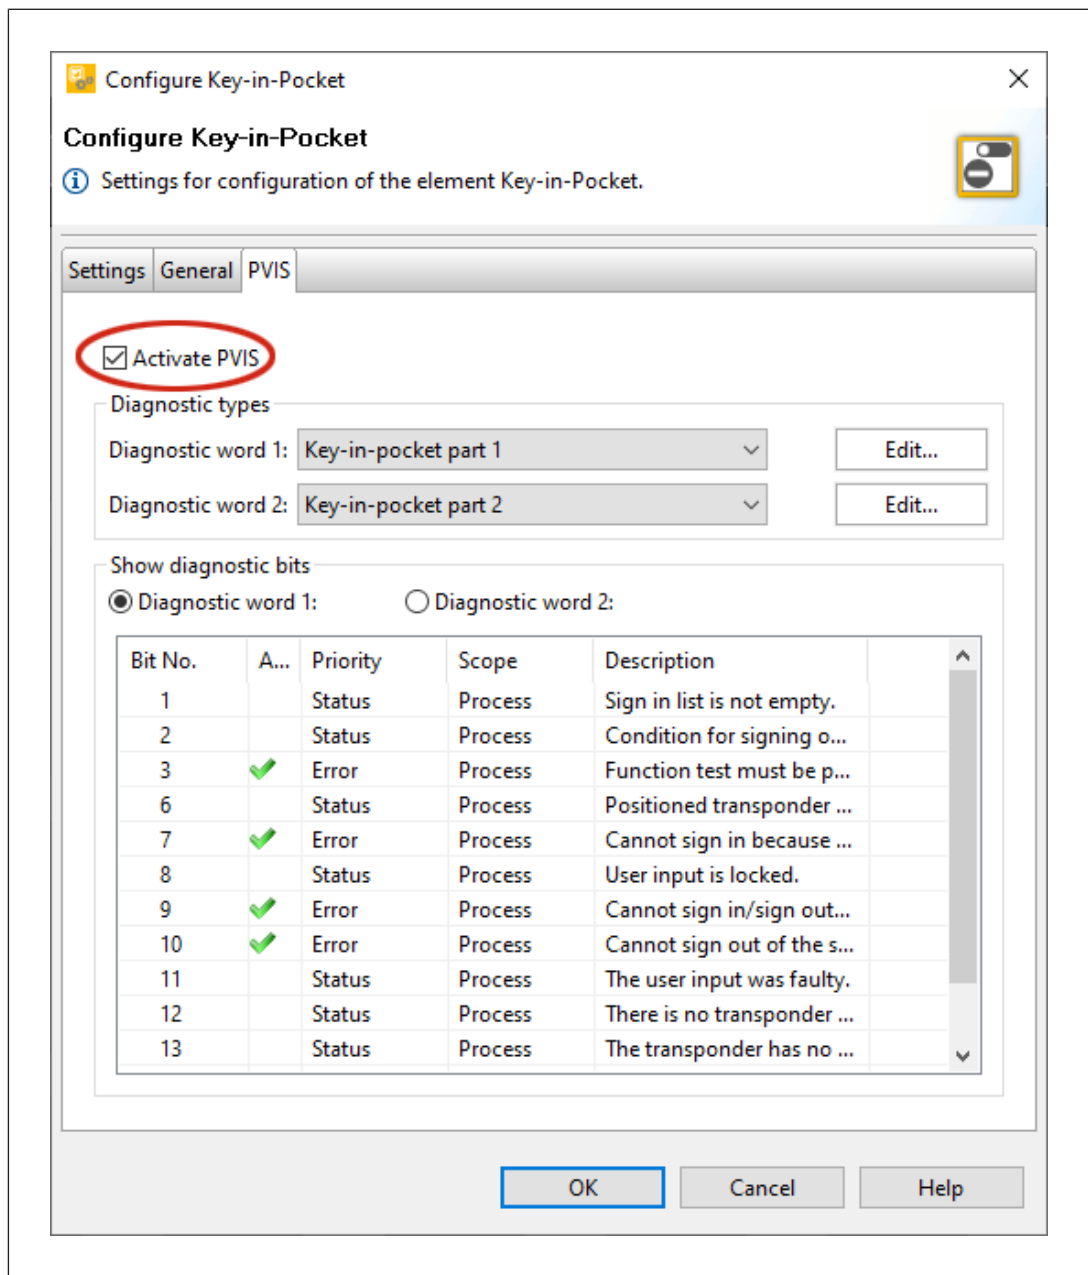 Configure Key-in-Pocket
Configure Key-in-Pocket
Settings for configuration of the element Key-in-Pocket.
Settings General PVIS
Activate PVIS
Diagnostic types
Diagnostic word 1: Key-in-pocket part 1 Edit...
Diagnostic word 2: Key-in-pocket part 2 Edit...
Show diagnostic bits
Diagnostic word 1: Diagnostic word 2:
Bit No. A... Priority Scope Description
1 Status Process Sign in list is not empty.
2 Status Process Condition for signing o...
3 Error Process Function test must be p...
6 Status Process Positioned transponder ...
7 Error Process Cannot sign in because ...
8 Status Process User input is locked.
9 Error Process Cannot sign in/sign out...
10 Error Process Cannot sign out of the s...
11 Status Process The user input was faulty.
12 Status Process There is no transponder ...
13 Status Process The transponder has no ...
OK Cancel Help